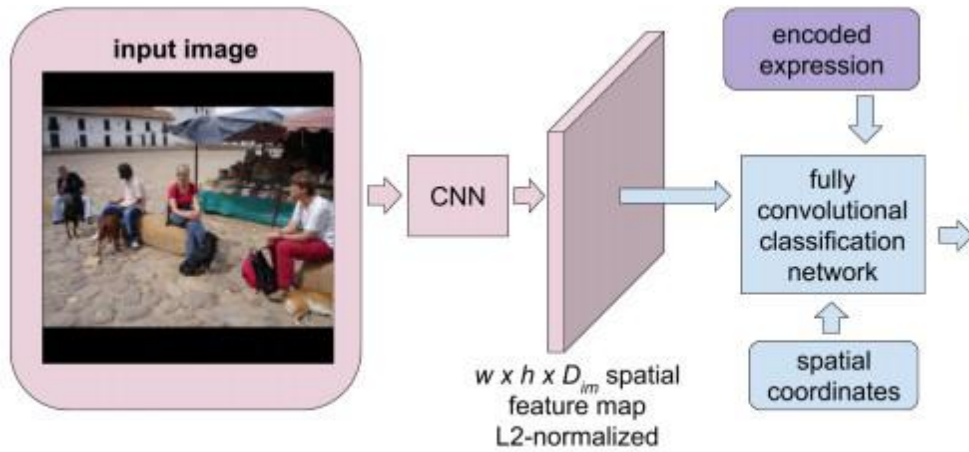 input image
CNN
w x h x D_im spatial
feature map
L2-normalized
encoded
expression
fully
convolutional
classification
network
spatial
coordinates